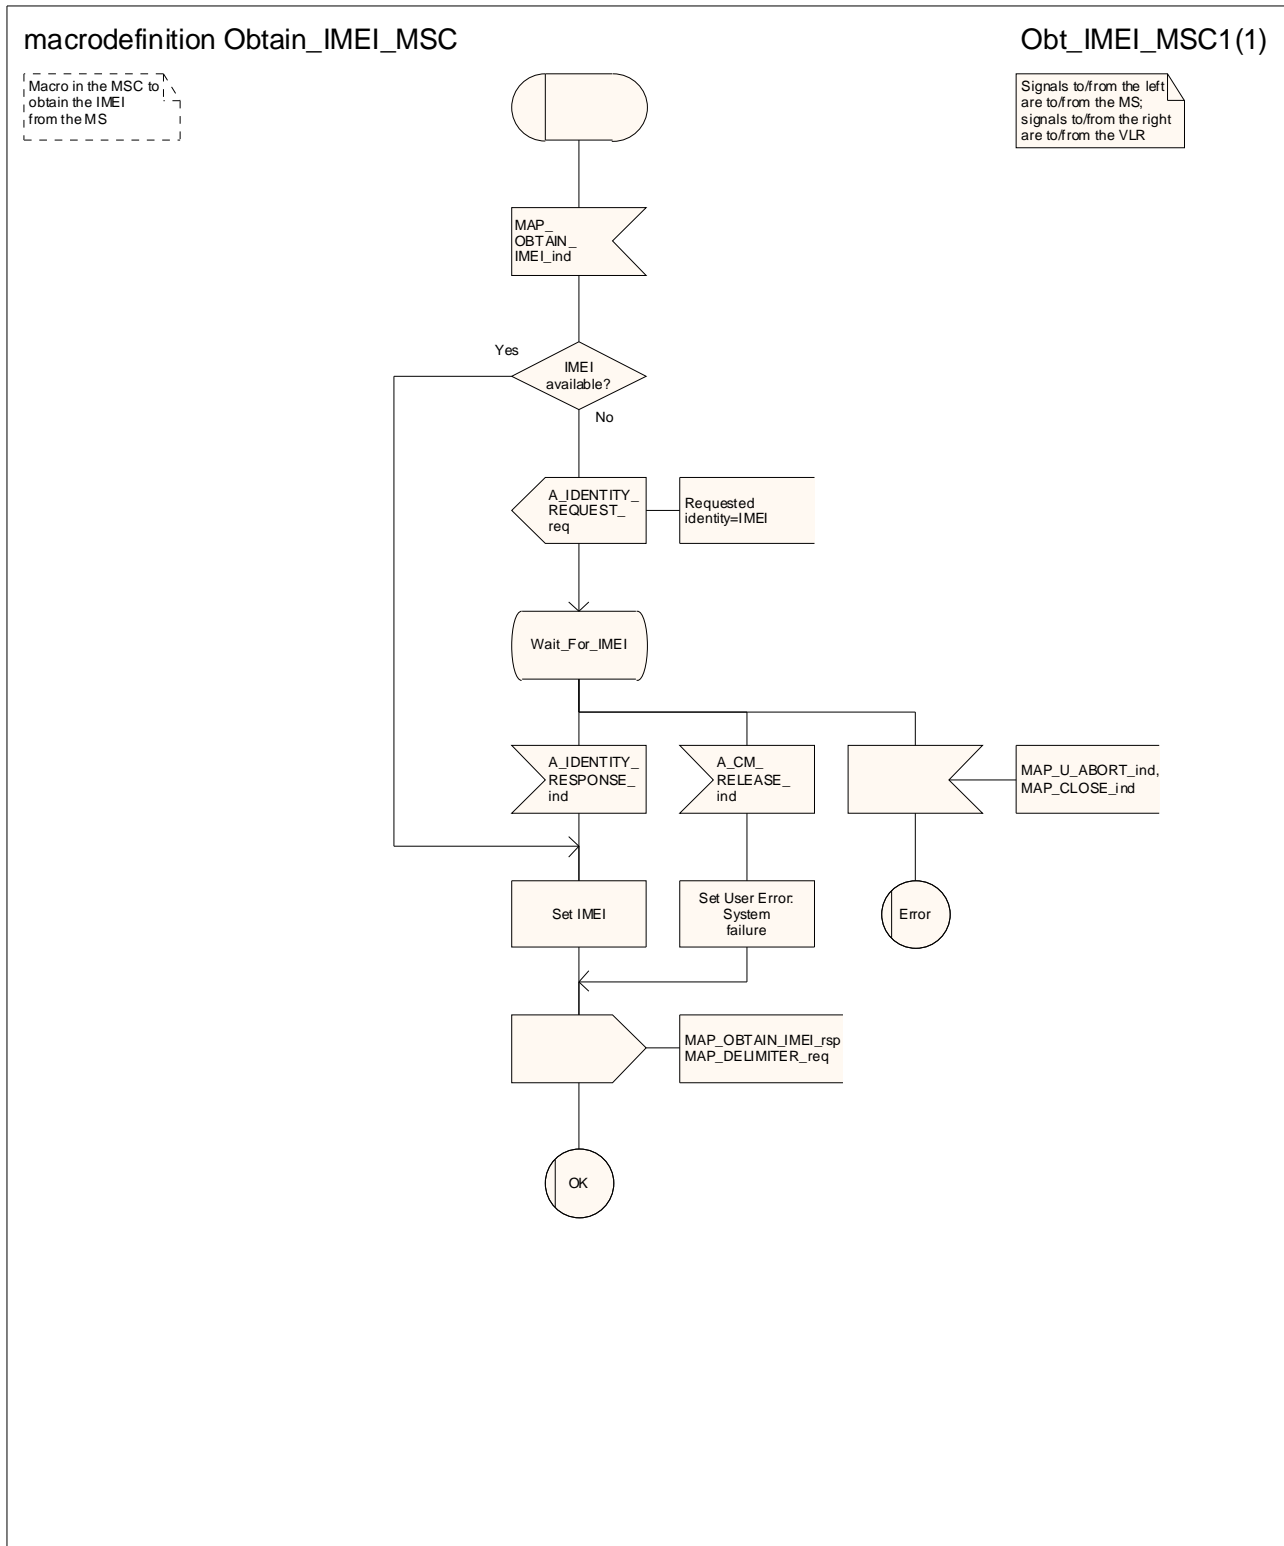 macrodefinition Obtain_IMEI_MSC
Obt_IMEI_MSC1(1)
Macro in the MSC to
obtain the IMEI
from the MS
Signals to/from the left
are to/from the MS;
signals to/from the right
are to/from the VLR
MAP_
OBTAIN_
IMEI_ind
Yes
IMEI
available?
No
A_IDENTITY_
REQUEST_
req
Requested
identity=IMEI
Wait_For_IMEI
A_IDENTITY_
RESPONSE_
ind
A_CM_
RELEASE_
ind
MAP_U_ABORT_ind,
MAP_CLOSE_ind
Set IMEI
Set User Error:
System
failure
Error
MAP_OBTAIN_IMEI_rsp
MAP_DELIMITER_req
OK